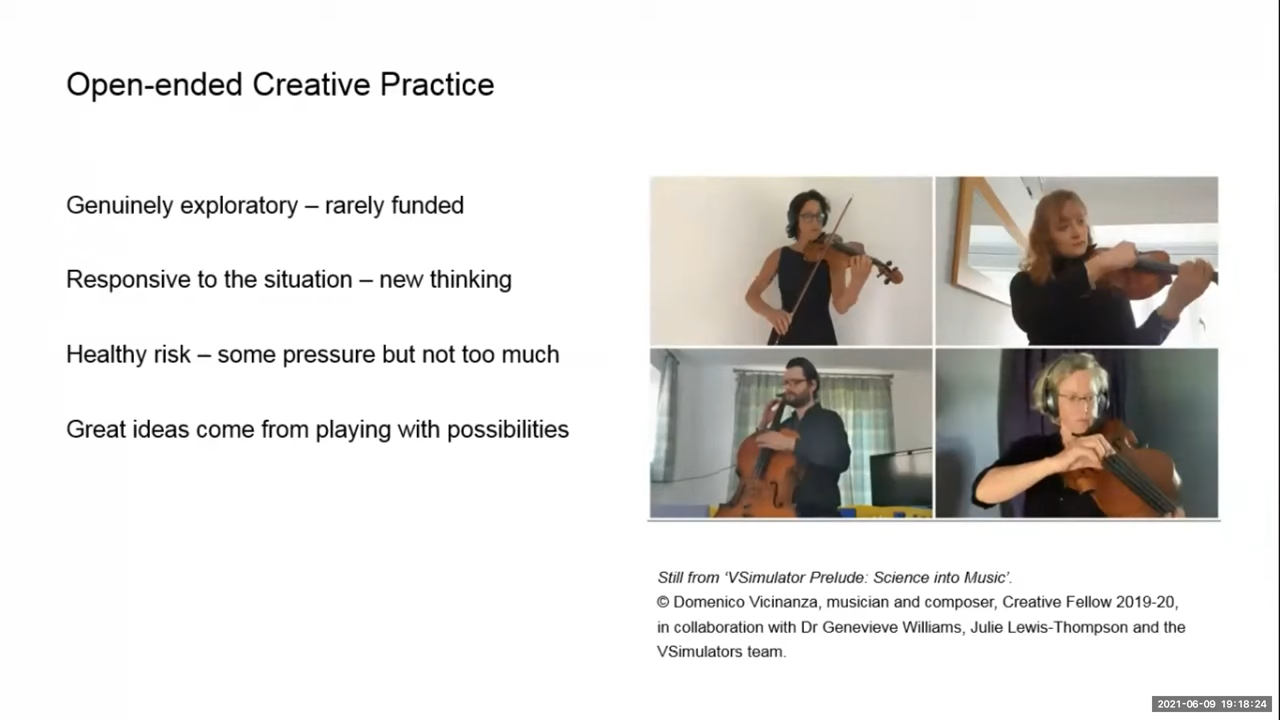 Open-ended Creative Practice
Genuinely exploratory – rarely funded
Responsive to the situation – new thinking
Healthy risk – some pressure but not too much
Great ideas come from playing with possibilities
Still from ‘VSimulator Prelude: Science into Music’.
© Domenico Vicinanza, musician and composer, Creative Fellow 2019-20,
in collaboration with Dr Genevieve Williams, Julie Lewis-Thompson and the
VSimulators team.
2021-06-09 19:18:24